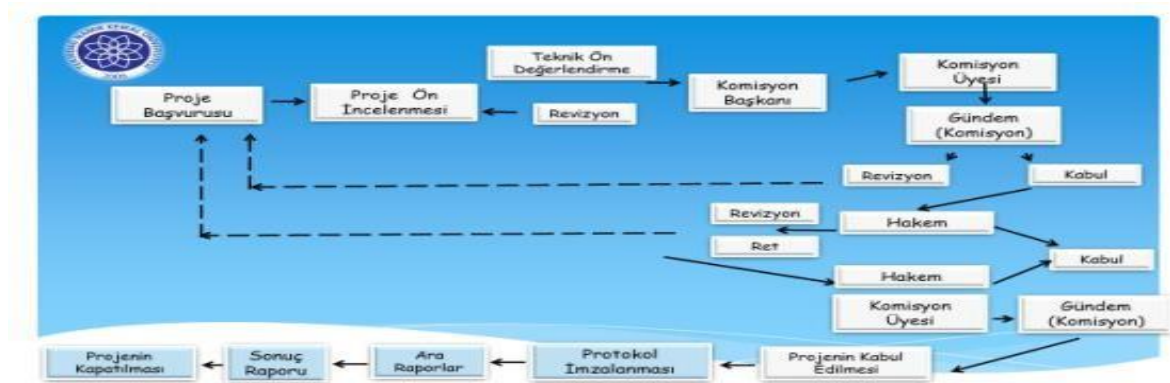 Teknik Ön
Değerlendirme
Komisyon
Üyesi
Proje
Başvurusu
Proje Ön
İncelenmesi
Revizyon
Komisyon
Başkanı
Gündem
(Komisyon)
Revizyon
Kabul
Revizyon
Ret
Hakem
Kabul
Hakem
Komisyon
Üyesi
Gündem
(Komisyon)
Projenin
Kapatılması
Sonuç
Raporu
Ara
Raporlar
Protokol
İmzalanması
Projenin Kabul
Edilmesi